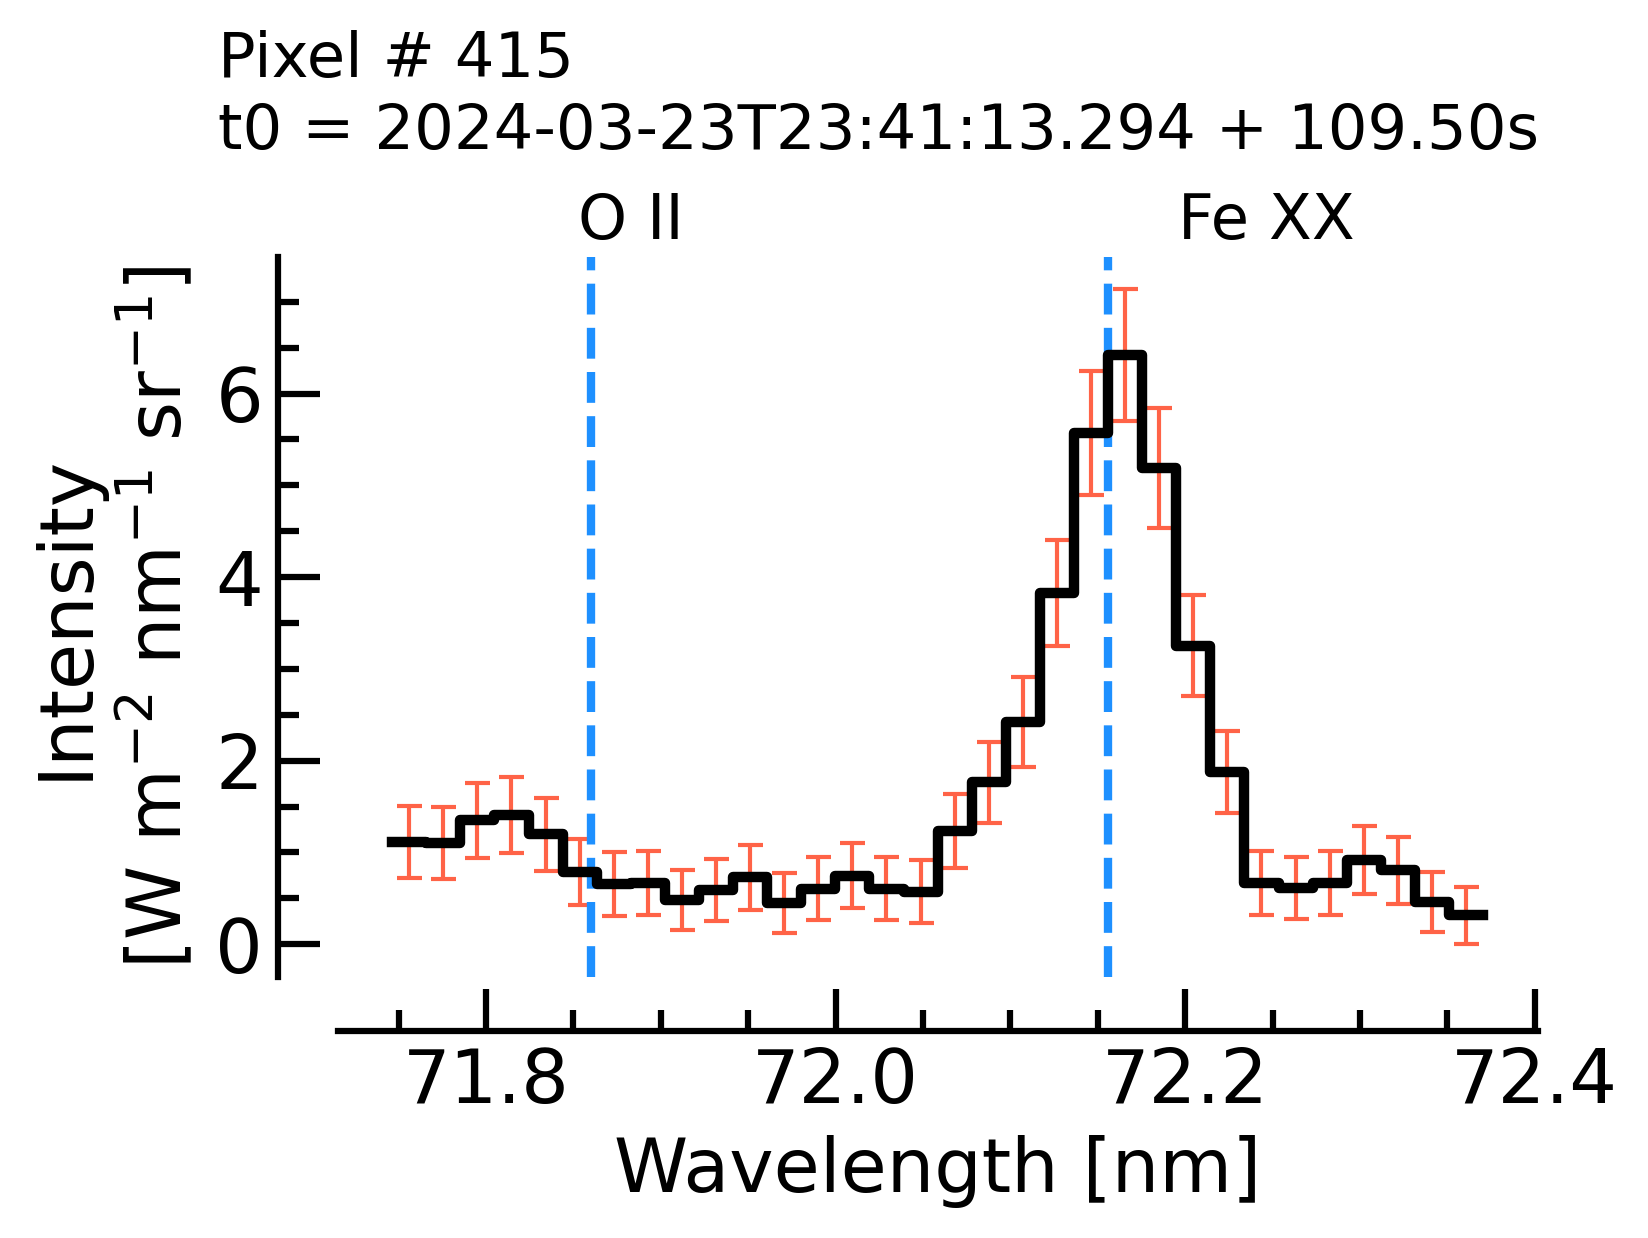 Pixel # 415
t0 = 2024-03-23T23:41:13.294 + 109.50s
O II
Fe XX
Intensity
[W m⁻² nm⁻¹ sr⁻¹]
6
4
2
0
71.8 72.0 72.2 72.4
Wavelength [nm]